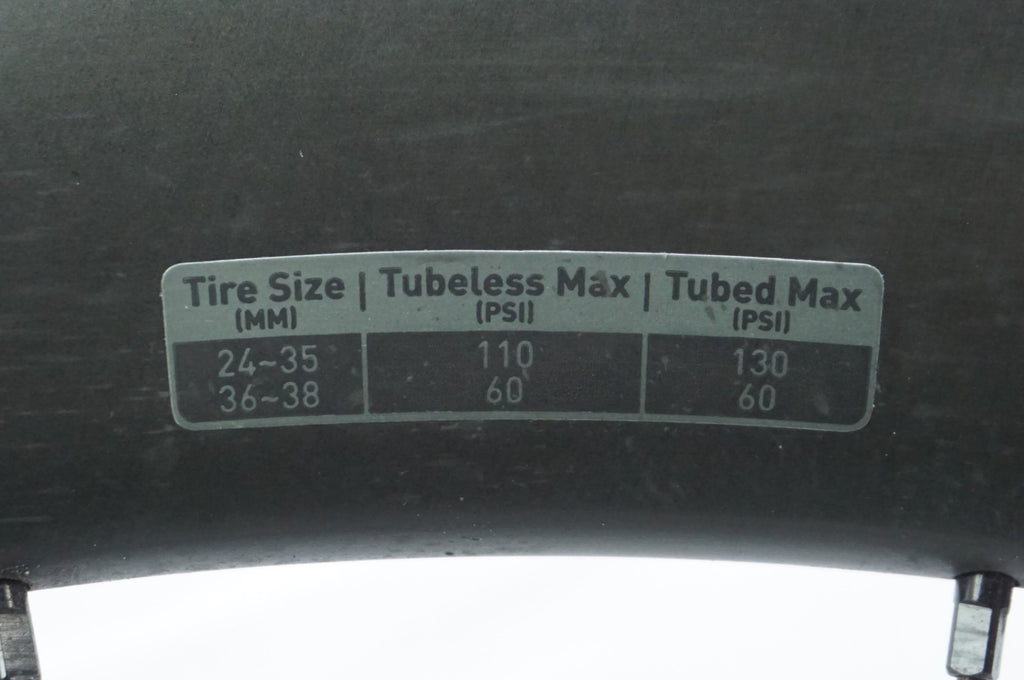 Tire Size | Tubeless Max | Tubed Max
(MM) (PSI) (PSI)
24~35 110 130
36~38 60 60